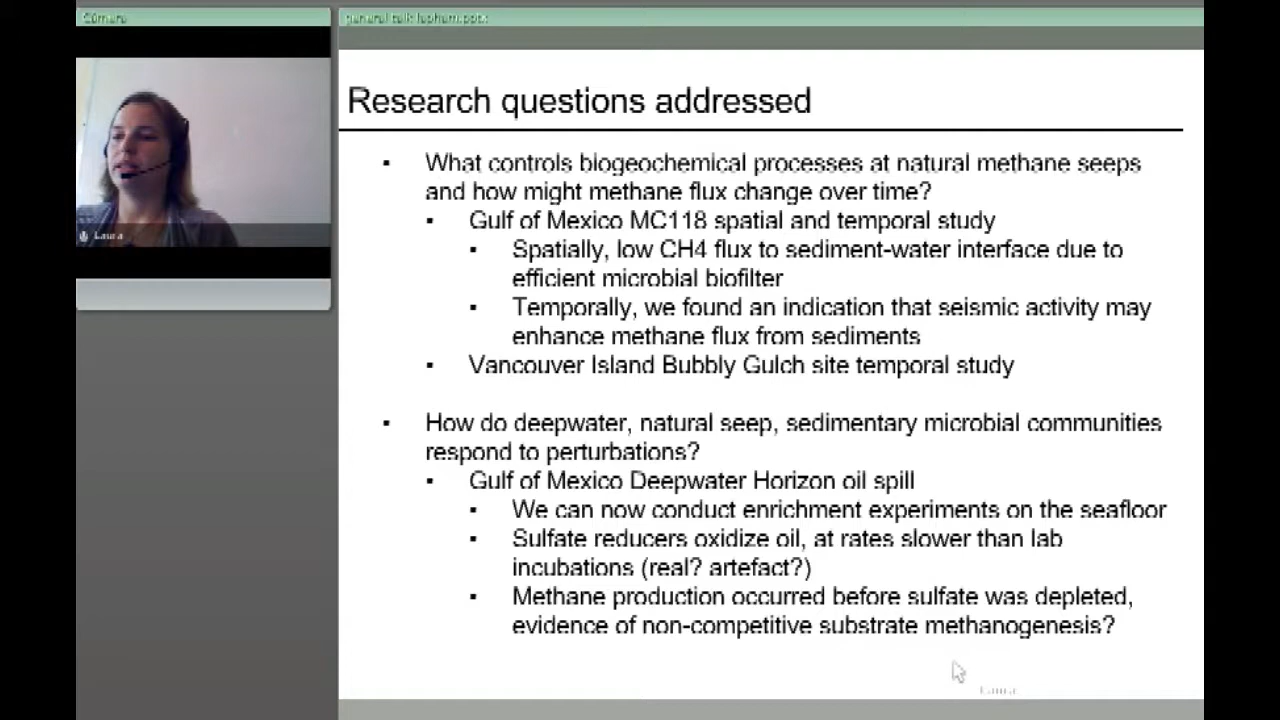 Câmara
Laura
Research questions addressed
▪ What controls biogeochemical processes at natural methane seeps
and how might methane flux change over time?
▪ Gulf of Mexico MC118 spatial and temporal study
▪ Spatially, low CH4 flux to sediment-water interface due to
efficient microbial biofilter
▪ Temporally, we found an indication that seismic activity may
enhance methane flux from sediments
▪ Vancouver Island Bubbly Gulch site temporal study
▪ How do deepwater, natural seep, sedimentary microbial communities
respond to perturbations?
▪ Gulf of Mexico Deepwater Horizon oil spill
▪ We can now conduct enrichment experiments on the seafloor
▪ Sulfate reducers oxidize oil, at rates slower than lab
incubations (real? artefact?)
▪ Methane production occurred before sulfate was depleted,
evidence of non-competitive substrate methanogenesis?
Laura